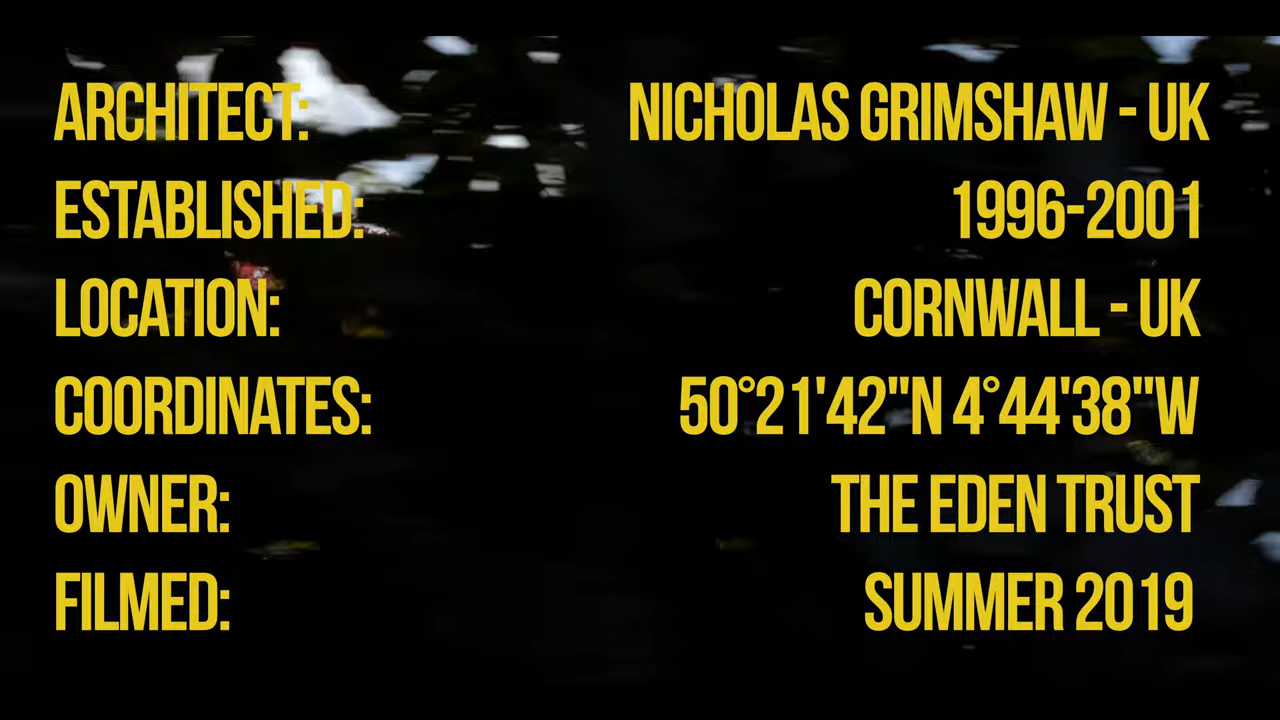 ARCHITECT: NICHOLAS GRIMSHAW - UK
ESTABLISHED: 1996-2001
LOCATION: CORNWALL - UK
COORDINATES: 50°21'42"N 4°44'38"W
OWNER: THE EDEN TRUST
FILMED: SUMMER 2019